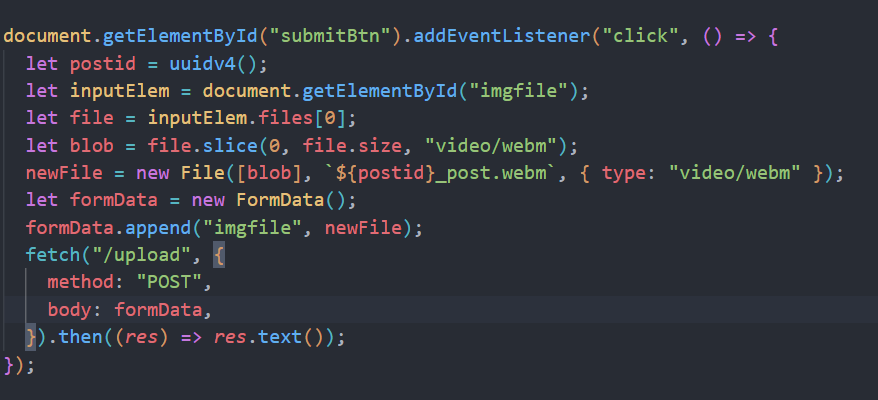 document.getElementById("submitBtn").addEventListener("click", () => {
  let postid = uuidv4();
  let inputElem = document.getElementById("imgfile");
  let file = inputElem.files[0];
  let blob = file.slice(0, file.size, "video/webm");
  newFile = new File([blob], `${postid}_post.webm`, { type: "video/webm" });
  let formData = new FormData();
  formData.append("imgfile", newFile);
  fetch("/upload", {
    method: "POST",
    body: formData,
  }).then((res) => res.text());
});